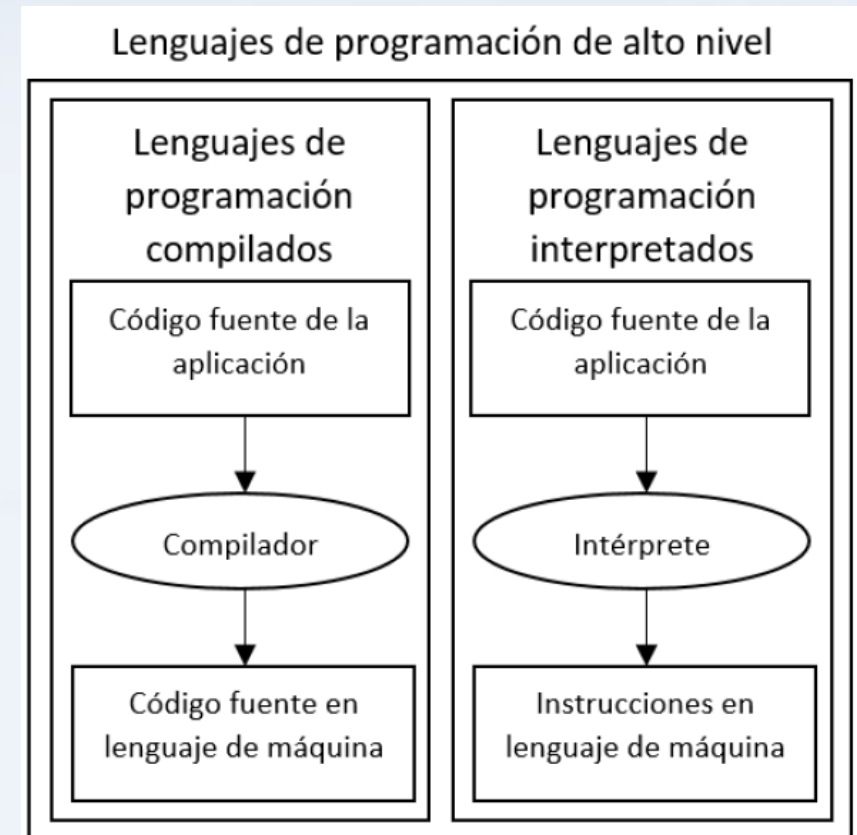 Lenguajes de programación de alto nivel
Lenguajes de
programación
compilados
Código fuente de la
aplicación
Compilador
Código fuente en
lenguaje de máquina
Lenguajes de
programación
interpretados
Código fuente de la
aplicación
Intérprete
Instrucciones en
lenguaje de máquina